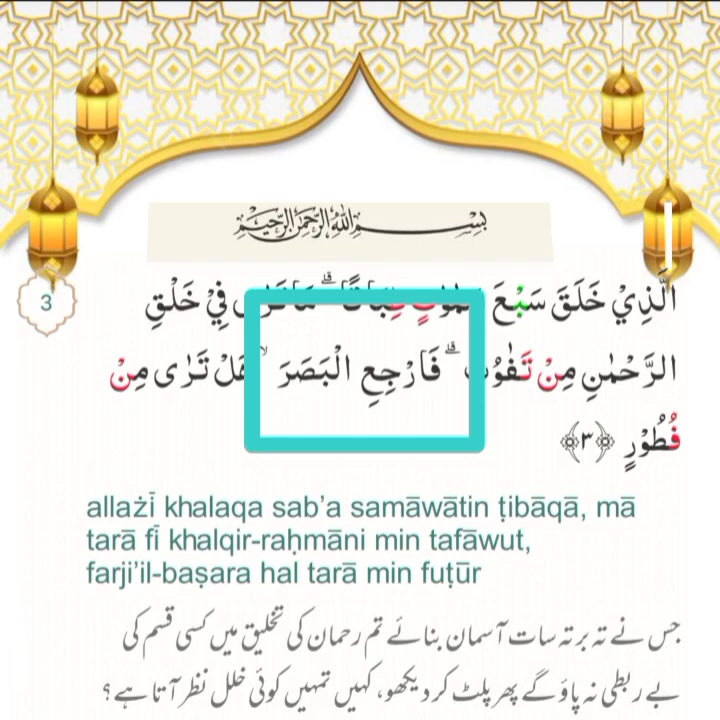 بِسْمِ اللهِ الرَّحْمٰنِ الرَّحِيْمِ
3
الَّذِيْ خَلَقَ سَبْعَ فِيْ خَلْقِ
الرَّحْمٰنِ مِنْ ۗفَارْجِعِ الْبَصَرَۙ هَلْ تَرٰى مِنْ
فُطُوْرٍ ﴿٣﴾
allażī khalaqa sab’a samāwātin ṭibāqā, mā
tarā fī khalqir-raḥmāni min tafāwut,
farji’il-baṣara hal tarā min fuṭūr
جس نے تہ بر تہ سات آسمان بنائے تم رحمان کی تخلیق میں کسی قسم کی
بے ربطی نہ پاؤ گے پھر پلٹ کر دیکھو، کہیں تمہیں کوئی خلل نظر آتا ہے؟